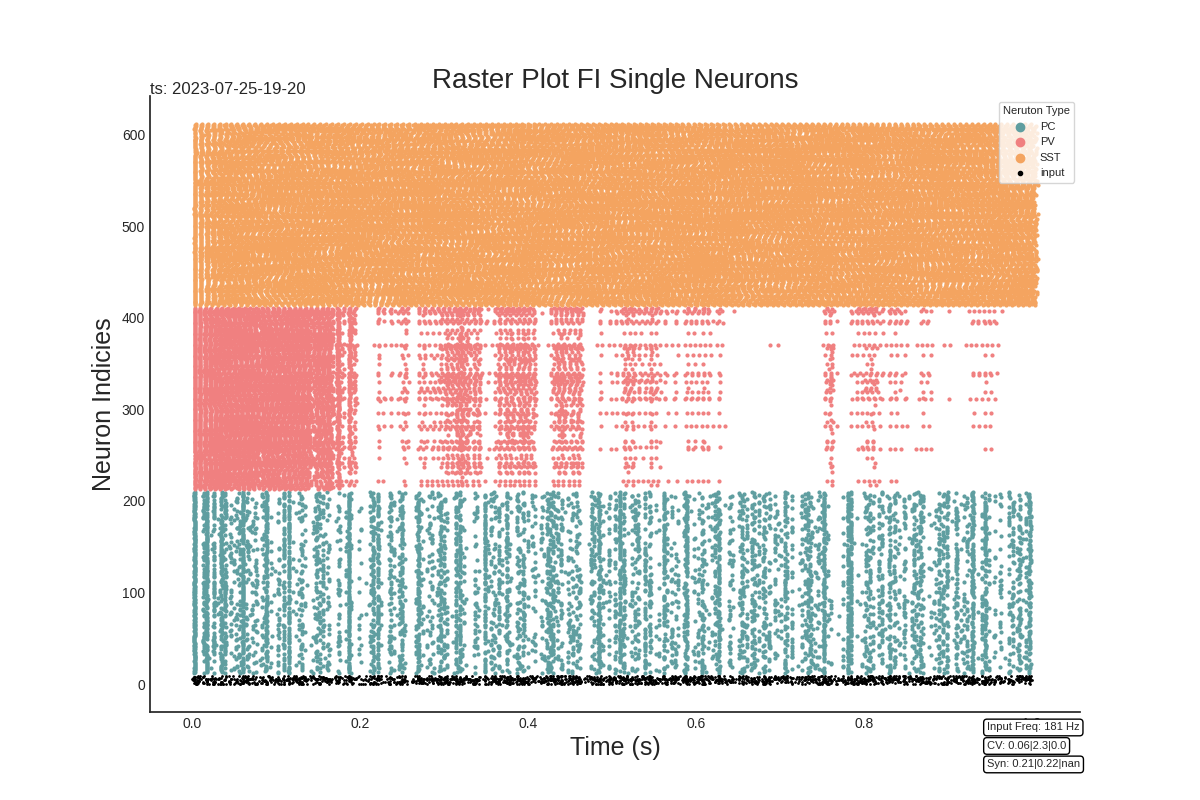 Raster Plot FI Single Neurons
ts: 2023-07-25-19-20
Neruton Type
PC
PV
SST
input
Neuron Indicies
600
500
400
300
200
100
0
0.0 0.2 0.4 0.6 0.8
Time (s)
Input Freq: 181 Hz
CV: 0.06|2.3|0.0
Syn: 0.21|0.22|nan